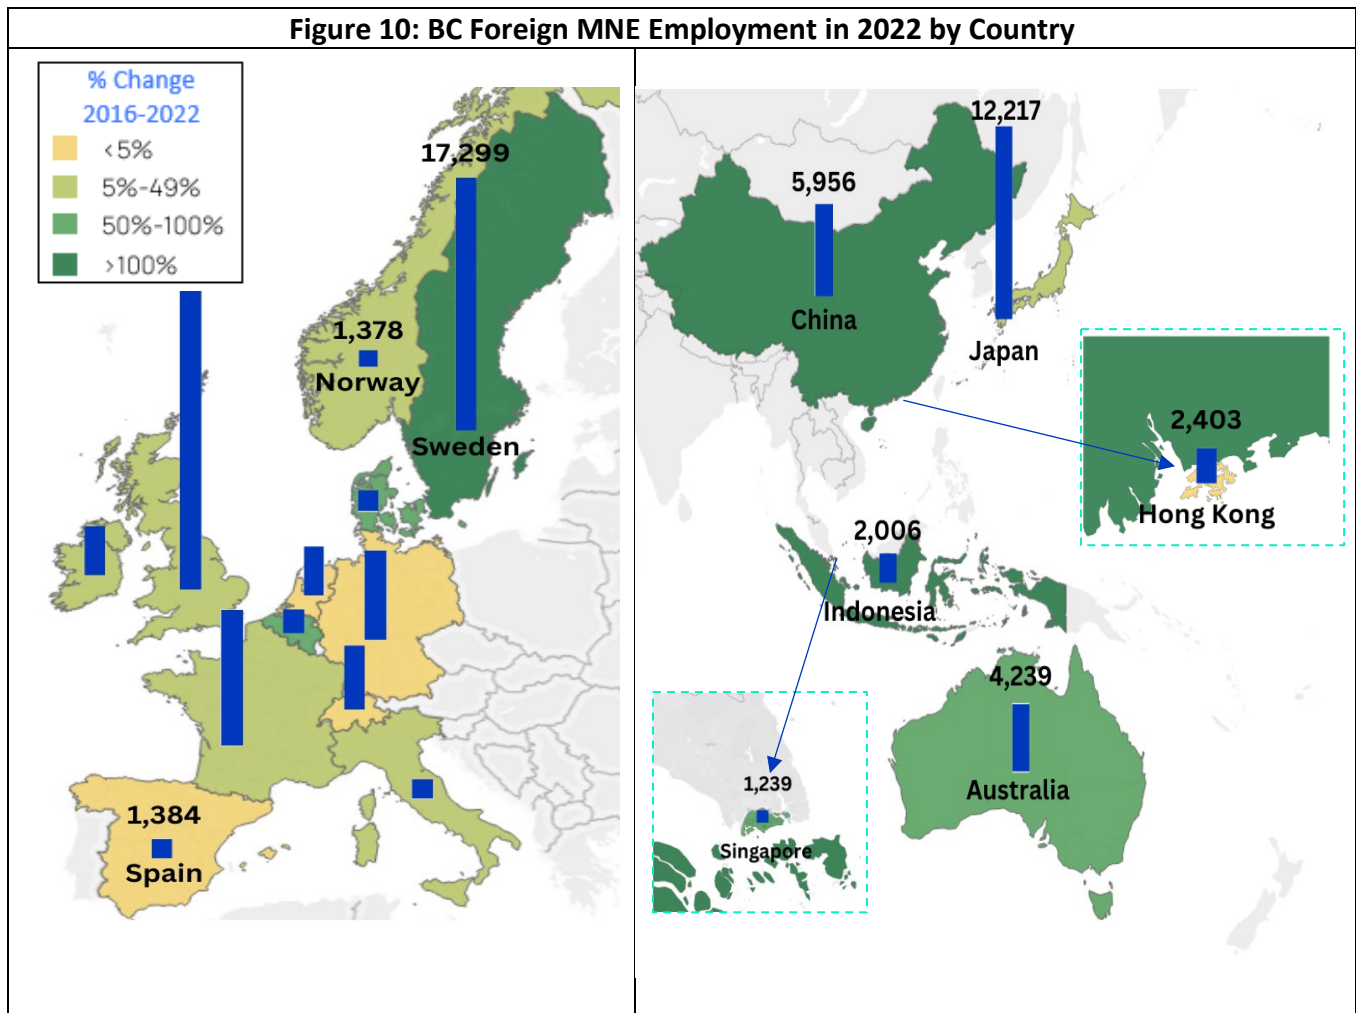 Figure 10: BC Foreign MNE Employment in 2022 by Country
% Change
2016-2022
<5%
5%-49%
50%-100%
>100%
17,299
1,378
Norway
Sweden
1,384
Spain
12,217
5,956
China
Japan
2,403
Hong Kong
2,006
Indonesia
4,239
Australia
1,239
Singapore